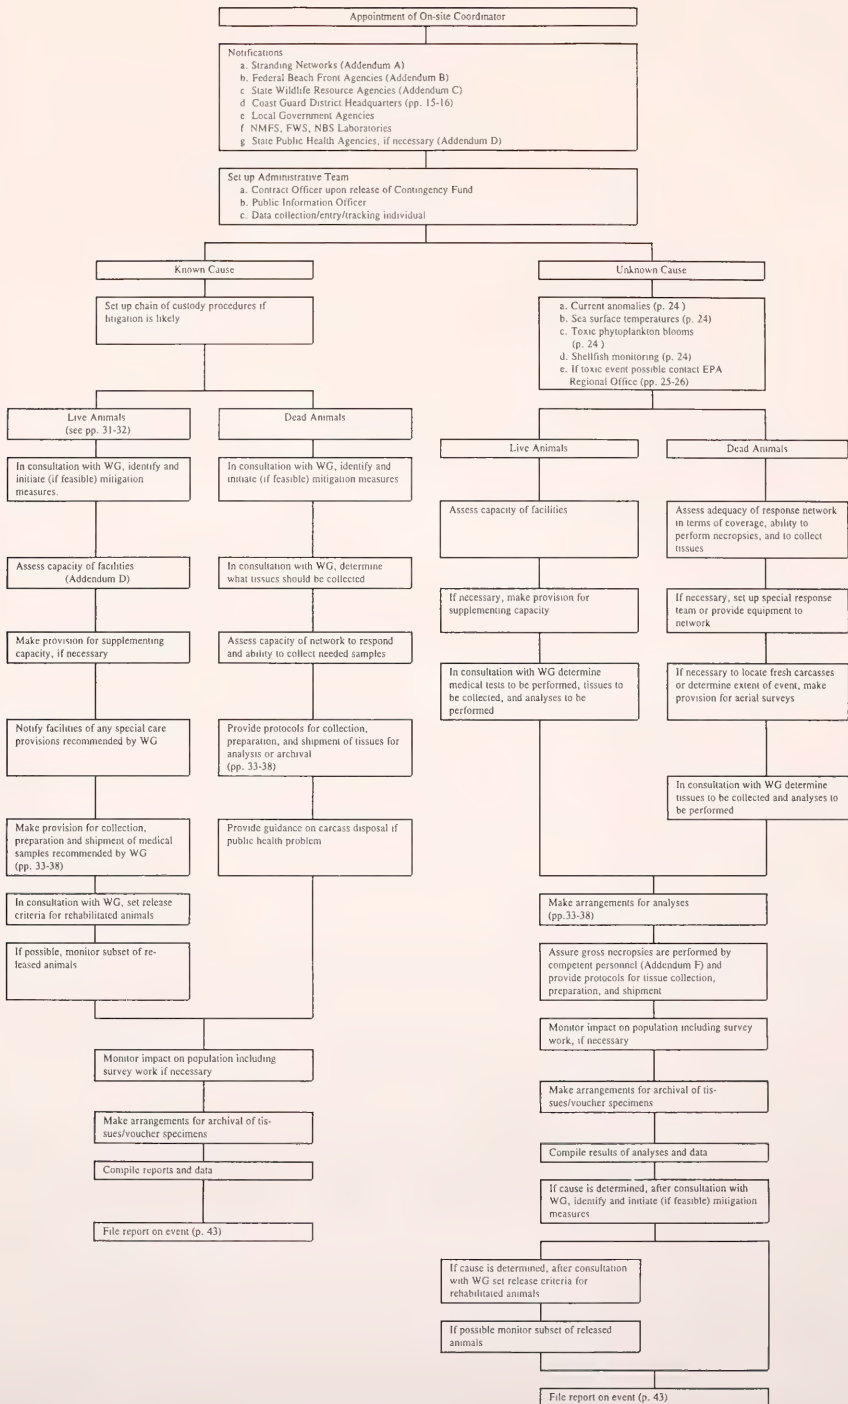 Appointment of On-site Coordinator
Notifications
a. Stranding Networks (Addendum A)
b. Federal Beach Front Agencies (Addendum B)
c State Wildlife Resource Agencies (Addendum C)
d Coast Guard District Headquarters (pp. 15-16)
e Local Government Agencies
f NMFS, FWS, NBS Laboratories
g State Public Health Agencies, if necessary (Addendum D)
Set up Administrative Team
a. Contract Officer upon release of Contingency Fund
b. Public Information Officer
c. Data collection/entry/tracking individual
Known Cause
Set up chain of custody procedures if
litigation is likely
Live Animals
(see pp. 31-32)
In consultation with WG, identify and
initiate (if feasible) mitigation
measures.
Assess capacity of facilities
(Addendum D)
Make provision for supplementing
capacity, if necessary
Notify facilities of any special care
provisions recommended by WG
Make provision for collection,
preparation and shipment of medical
samples recommended by WG
(pp. 33-38)
In consultation with WG, set release
criteria for rehabilitated animals
If possible, monitor subset of re-
leased animals
Dead Animals
In consultation with WG, identify and
initiate (if feasible) mitigation
measures
In consultation with WG, determine
what tissues should be collected
Assess capacity of network to respond
and ability to collect needed samples
Provide protocols for collection,
preparation, and shipment of tissues for
analysis or archival
(pp. 33-38)
Provide guidance on carcass disposal if
public health problem
Monitor impact on population including
survey work if necessary
Make arrangements for archival of tis-
sues/voucher specimens
Compile reports and data
File report on event (p. 43)
Unknown Cause
a. Current anomalies (p. 24 )
b. Sea surface temperatures (p. 24)
c. Toxic phytoplankton blooms
(p. 24 )
d. Shellfish monitoring (p. 24)
e. If toxic event possible contact EPA
Regional Office (pp. 25-26)
Live Animals
Assess capacity of facilities
If necessary, make provision for
supplementing capacity
In consultation with WG determine
medical tests to be performed, tissues to
be collected, and analyses to be
performed
Dead Animals
Assess adequacy of response network
in terms of coverage, ability to
perform necropsies, and to collect
tissues
If necessary, set up special response
team or provide equipment to
network
If necessary to locate fresh carcasses
or determine extent of event, make
provision for aerial surveys
In consultation with WG determine
tissues to be collected and analyses to
be performed
Make arrangements for analyses
(pp.33-38)
Assure gross necropsies are performed by
competent personnel (Addendum F) and
provide protocols for tissue collection,
preparation, and shipment
Monitor impact on population including survey
work, if necessary
Make arrangements for archival of tis-
sues/voucher specimens
Compile results of analyses and data
If cause is determined, after consultation with
WG, identify and initiate (if feasible) mitigation
measures
If cause is determined, after consultation
with WG set release criteria for
rehabilitated animals
If possible monitor subset of released
animals
File report on event (p. 43)